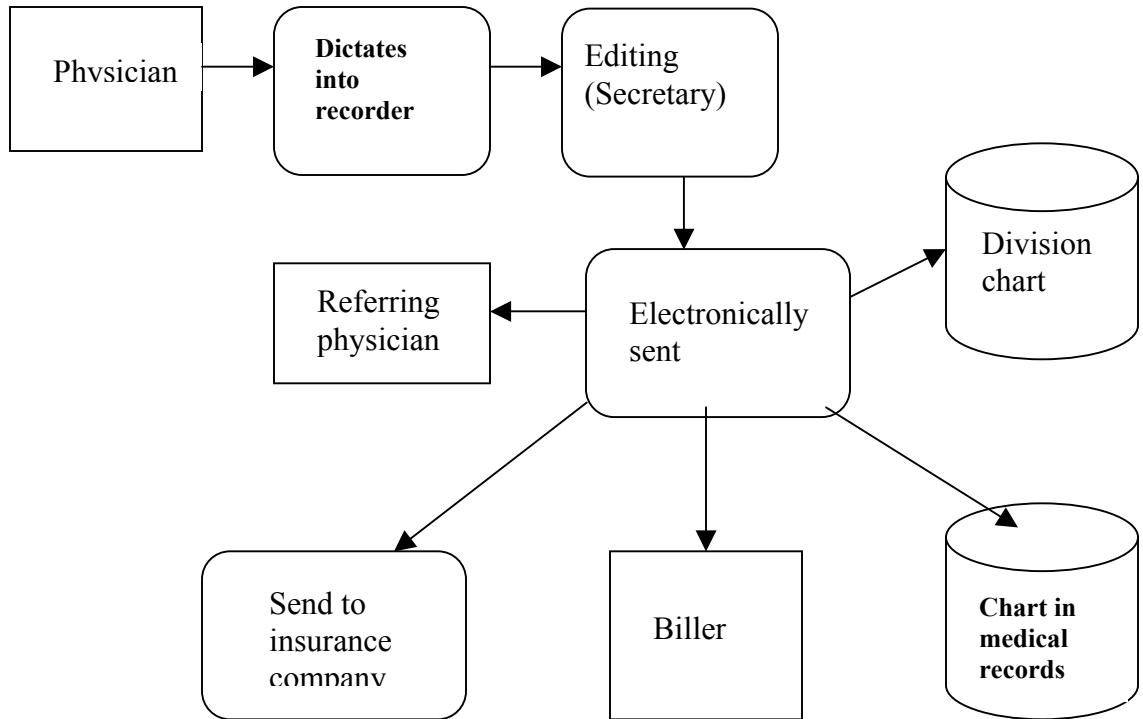 Physician
Dictates
into
recorder
Editing
(Secretary)
Division
chart
Referring
physician
Electronically
sent
Send to
insurance
company
Biller
Chart in
medical
records